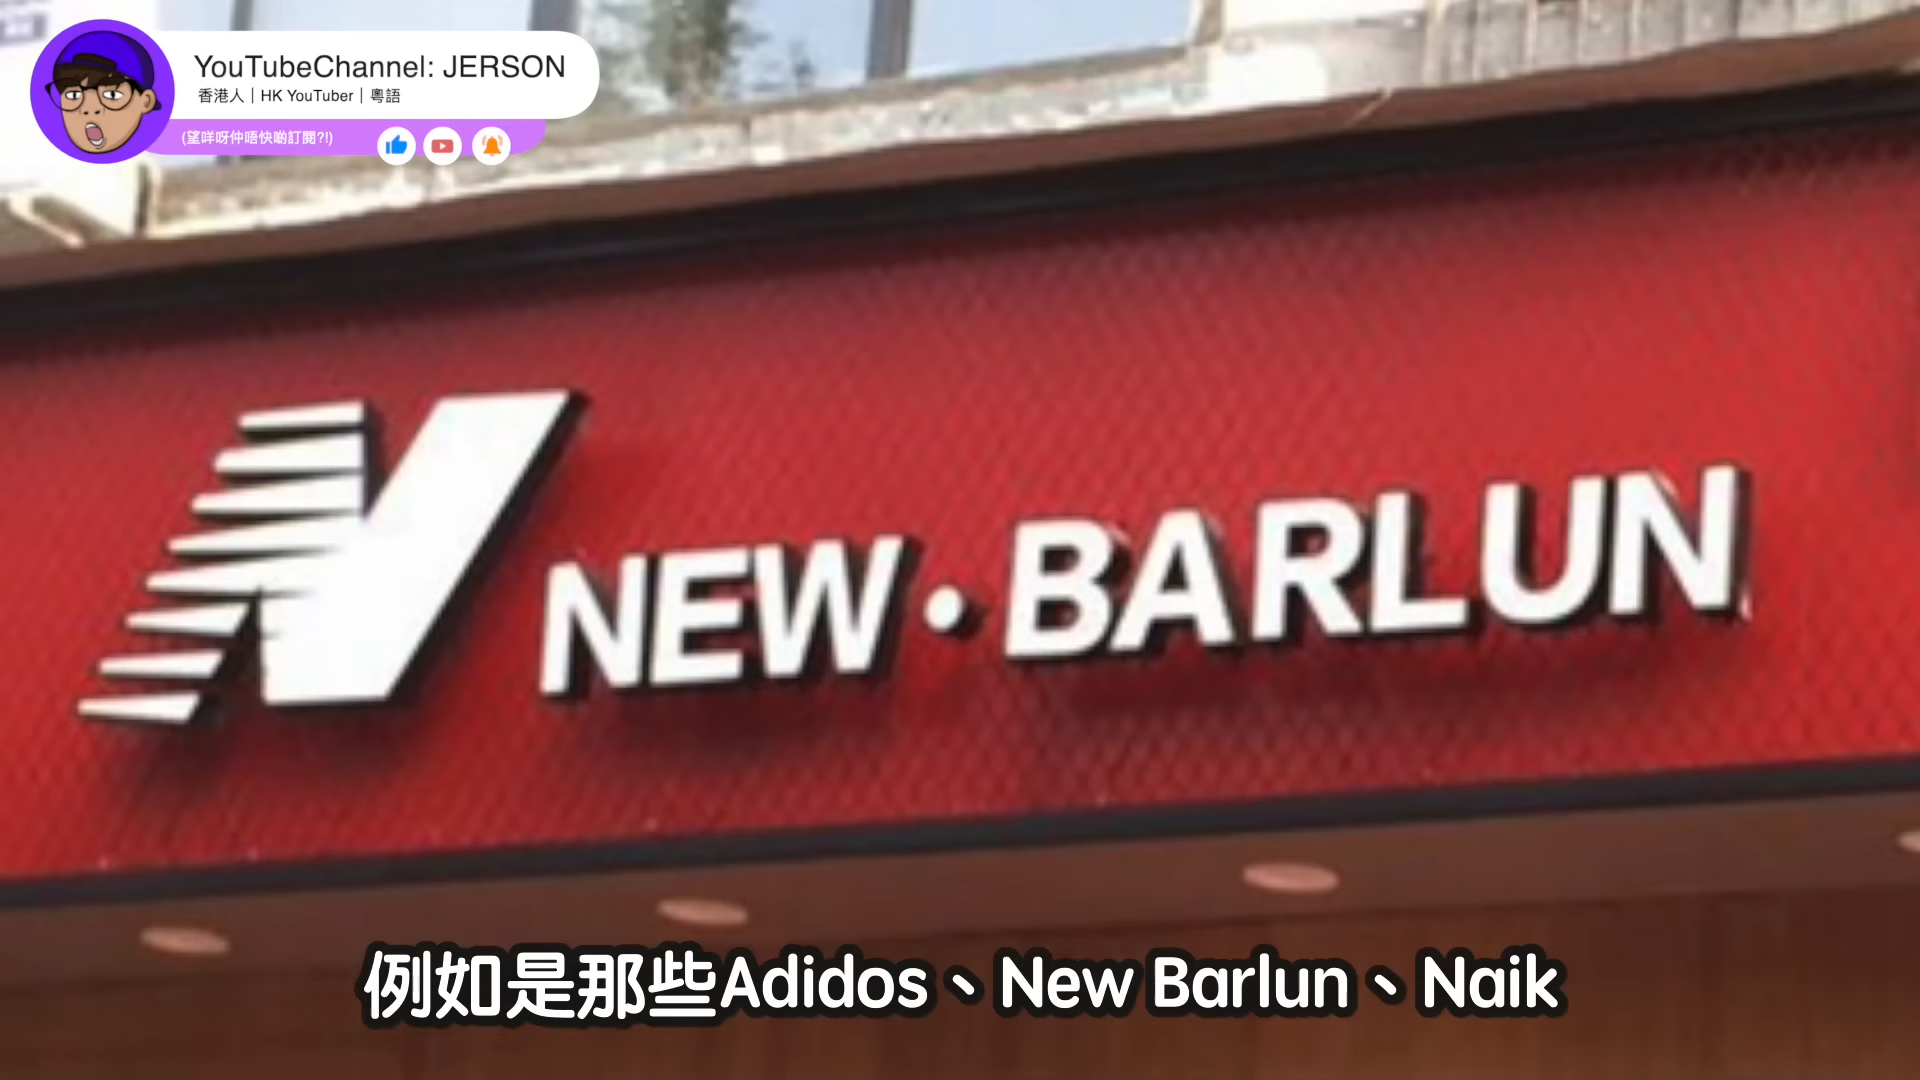 YouTubeChannel: JERSON
香港人｜HK YouTuber｜粵語
(望咩呀仲唔快啲訂閱?!)
N NEW·BARLUN
例如是那些Adidos、New Barlun、Naik